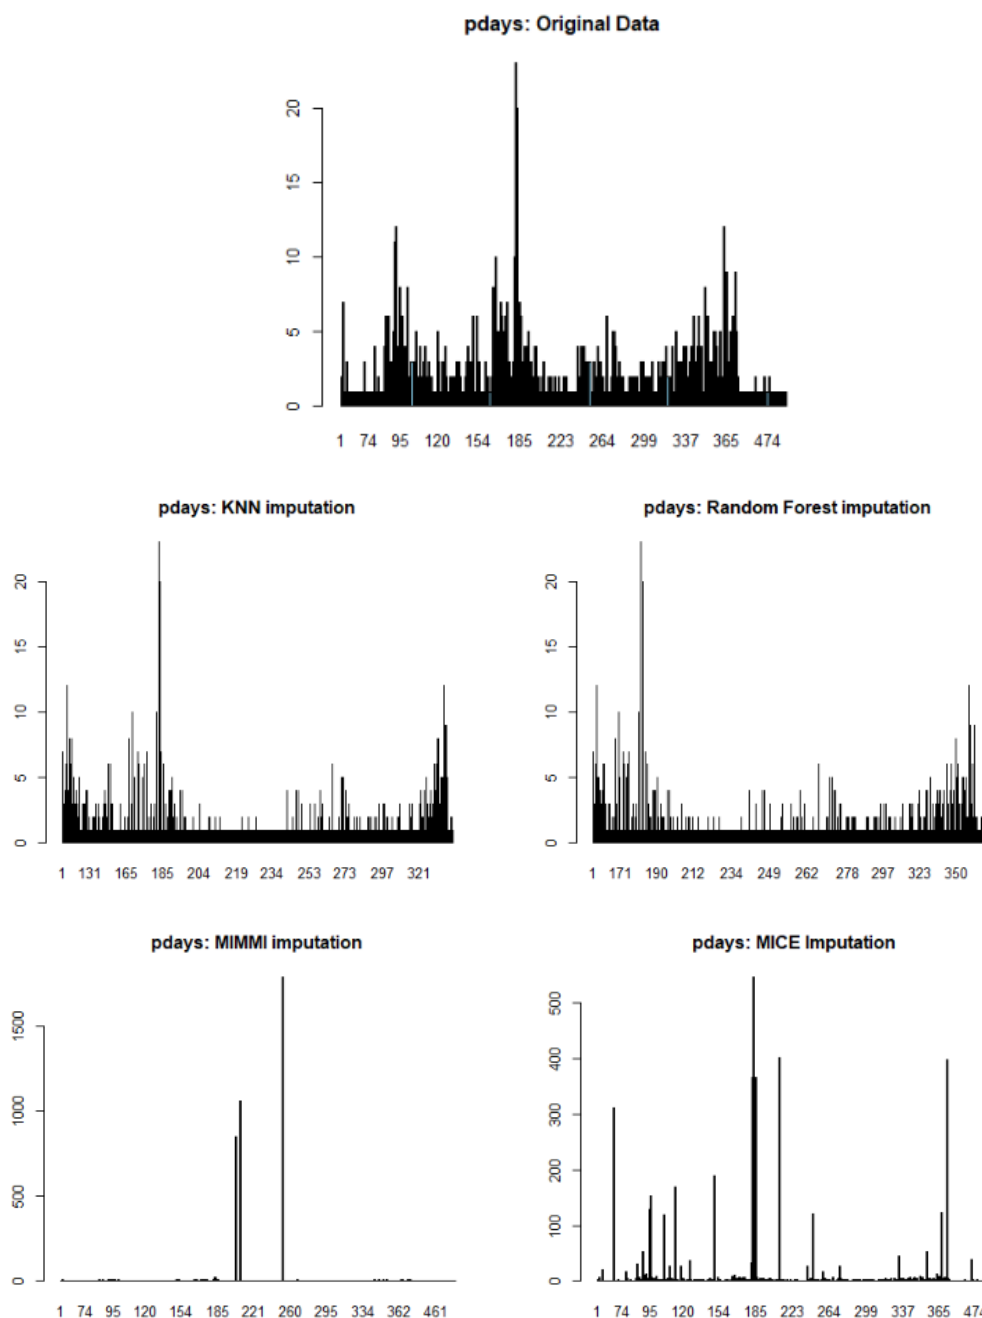 pdays: Original Data
20
15
10
5
0
1 74 95 120 154 185 223 264 299 337 365 474
pdays: KNN imputation
20
15
10
5
0
1 131 165 185 204 219 234 253 273 297 321
pdays: Random Forest imputation
20
15
10
5
0
1 171 190 212 234 249 262 278 297 323 350
pdays: MIMMI imputation
1500
1000
500
0
1 74 95 120 154 185 221 260 295 334 362 461
pdays: MICE Imputation
500
400
300
200
100
0
1 74 95 120 154 185 223 264 299 337 365 474